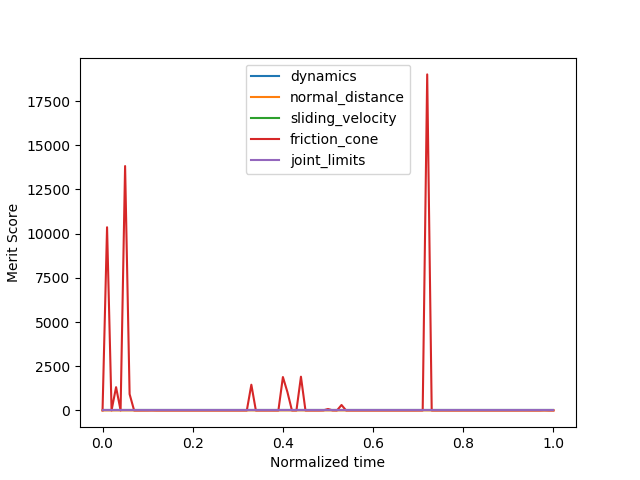 dynamics
normal_distance
sliding_velocity
friction_cone
joint_limits
17500
15000
12500
10000
7500
5000
2500
0
Merit Score
0.0 0.2 0.4 0.6 0.8 1.0
Normalized time